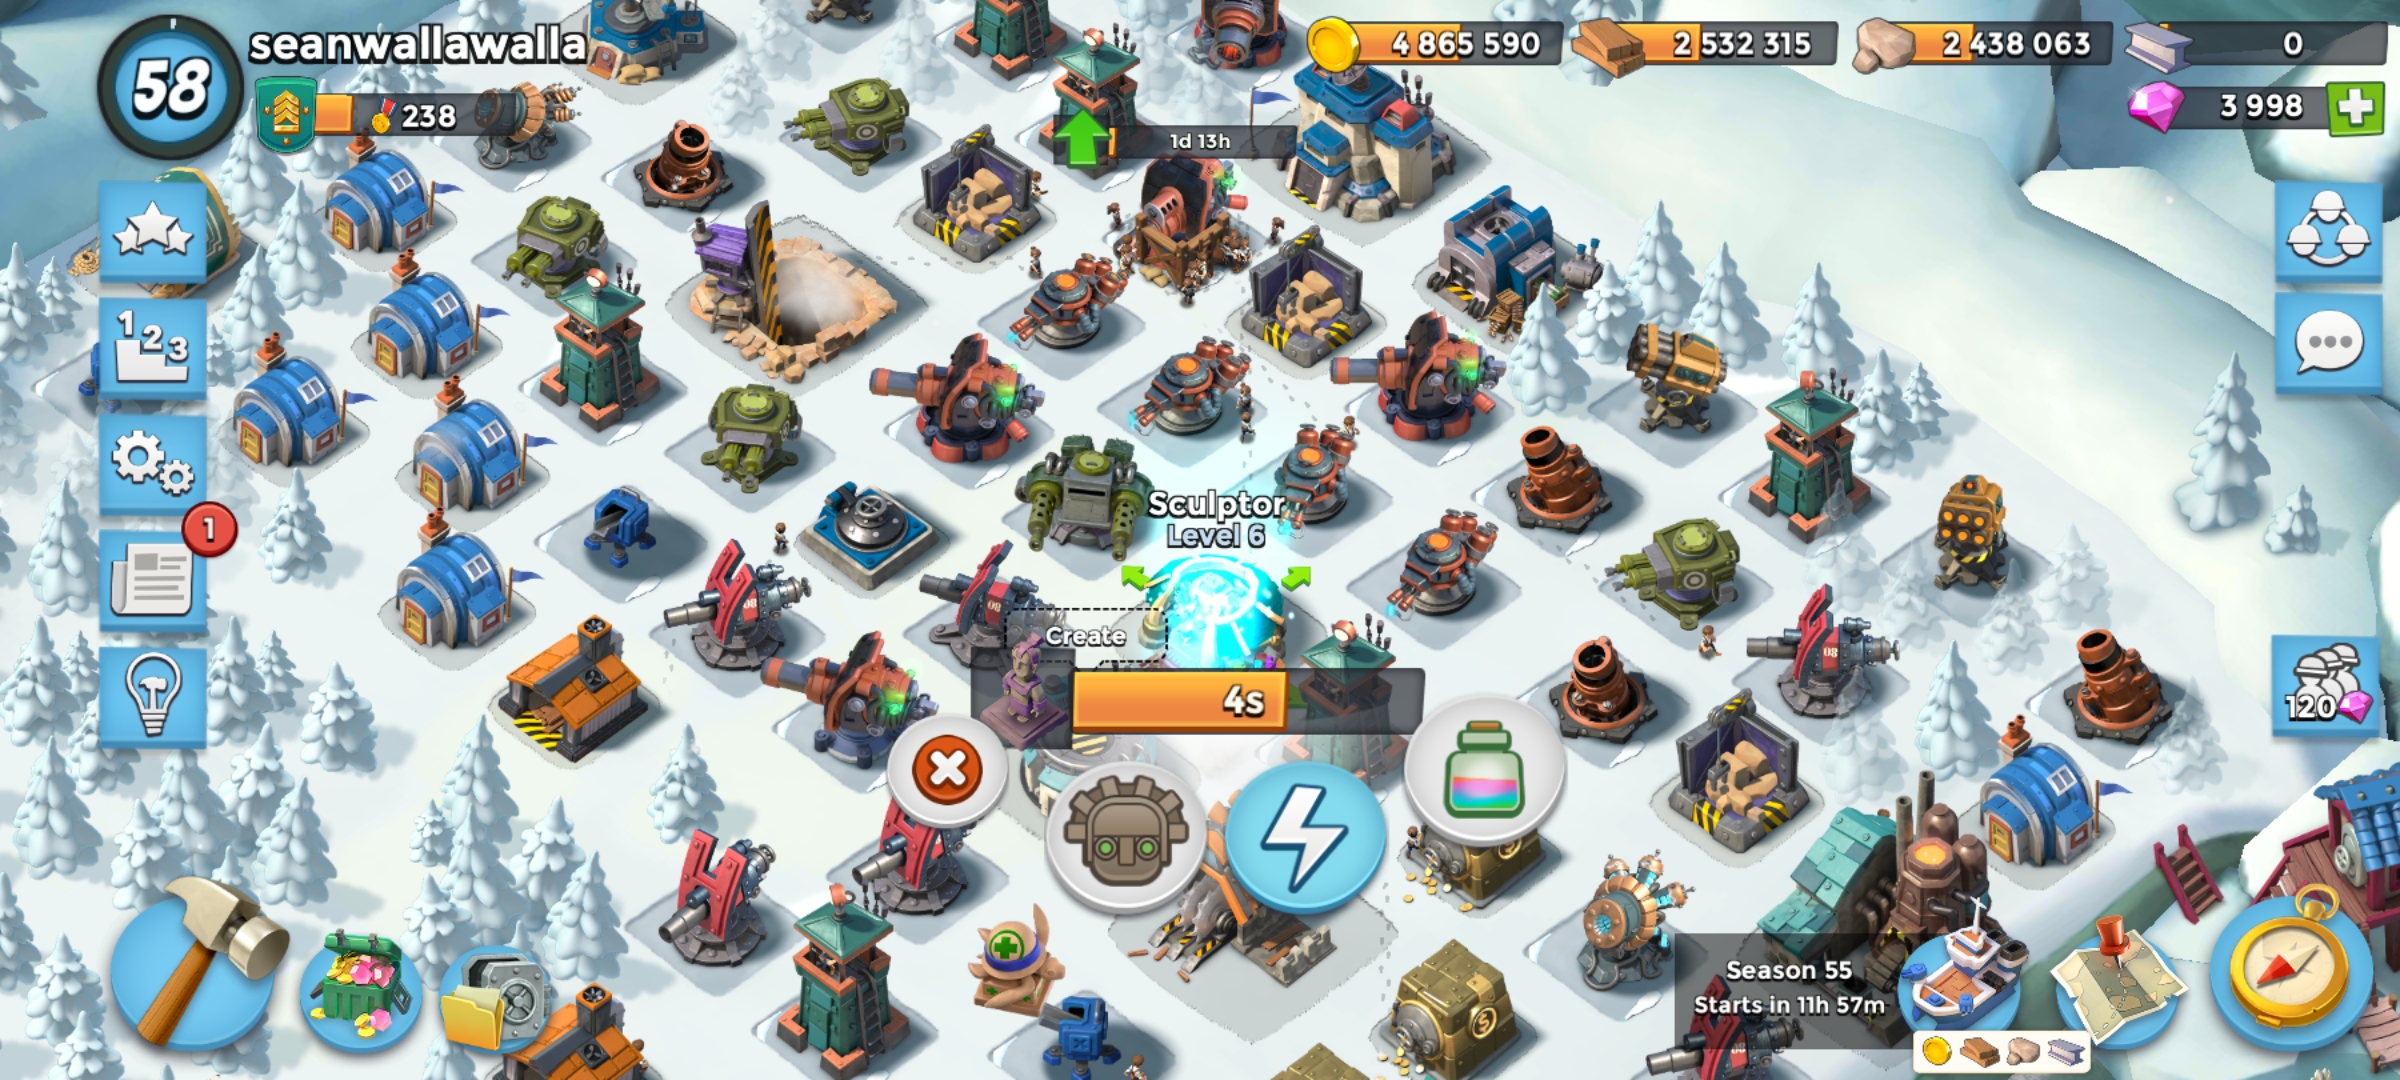 58
seanwallawalla
238
4 865 590
2 532 315
2 438 063
0
3 998
1d 13h
1 2 3
1
Sculptor
Level 6
Create
4s
120
Season 55
Starts in 11h 57m